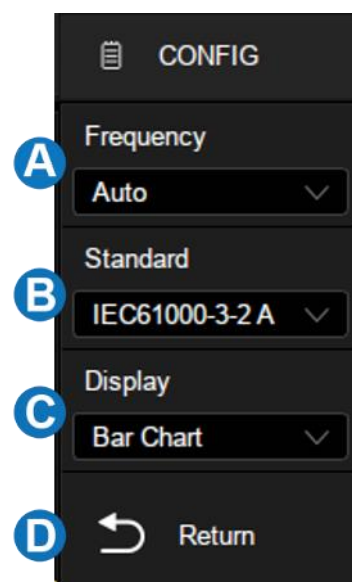 CONFIG
A
Frequency
Auto
B
Standard
IEC61000-3-2 A
C
Display
Bar Chart
D
Return